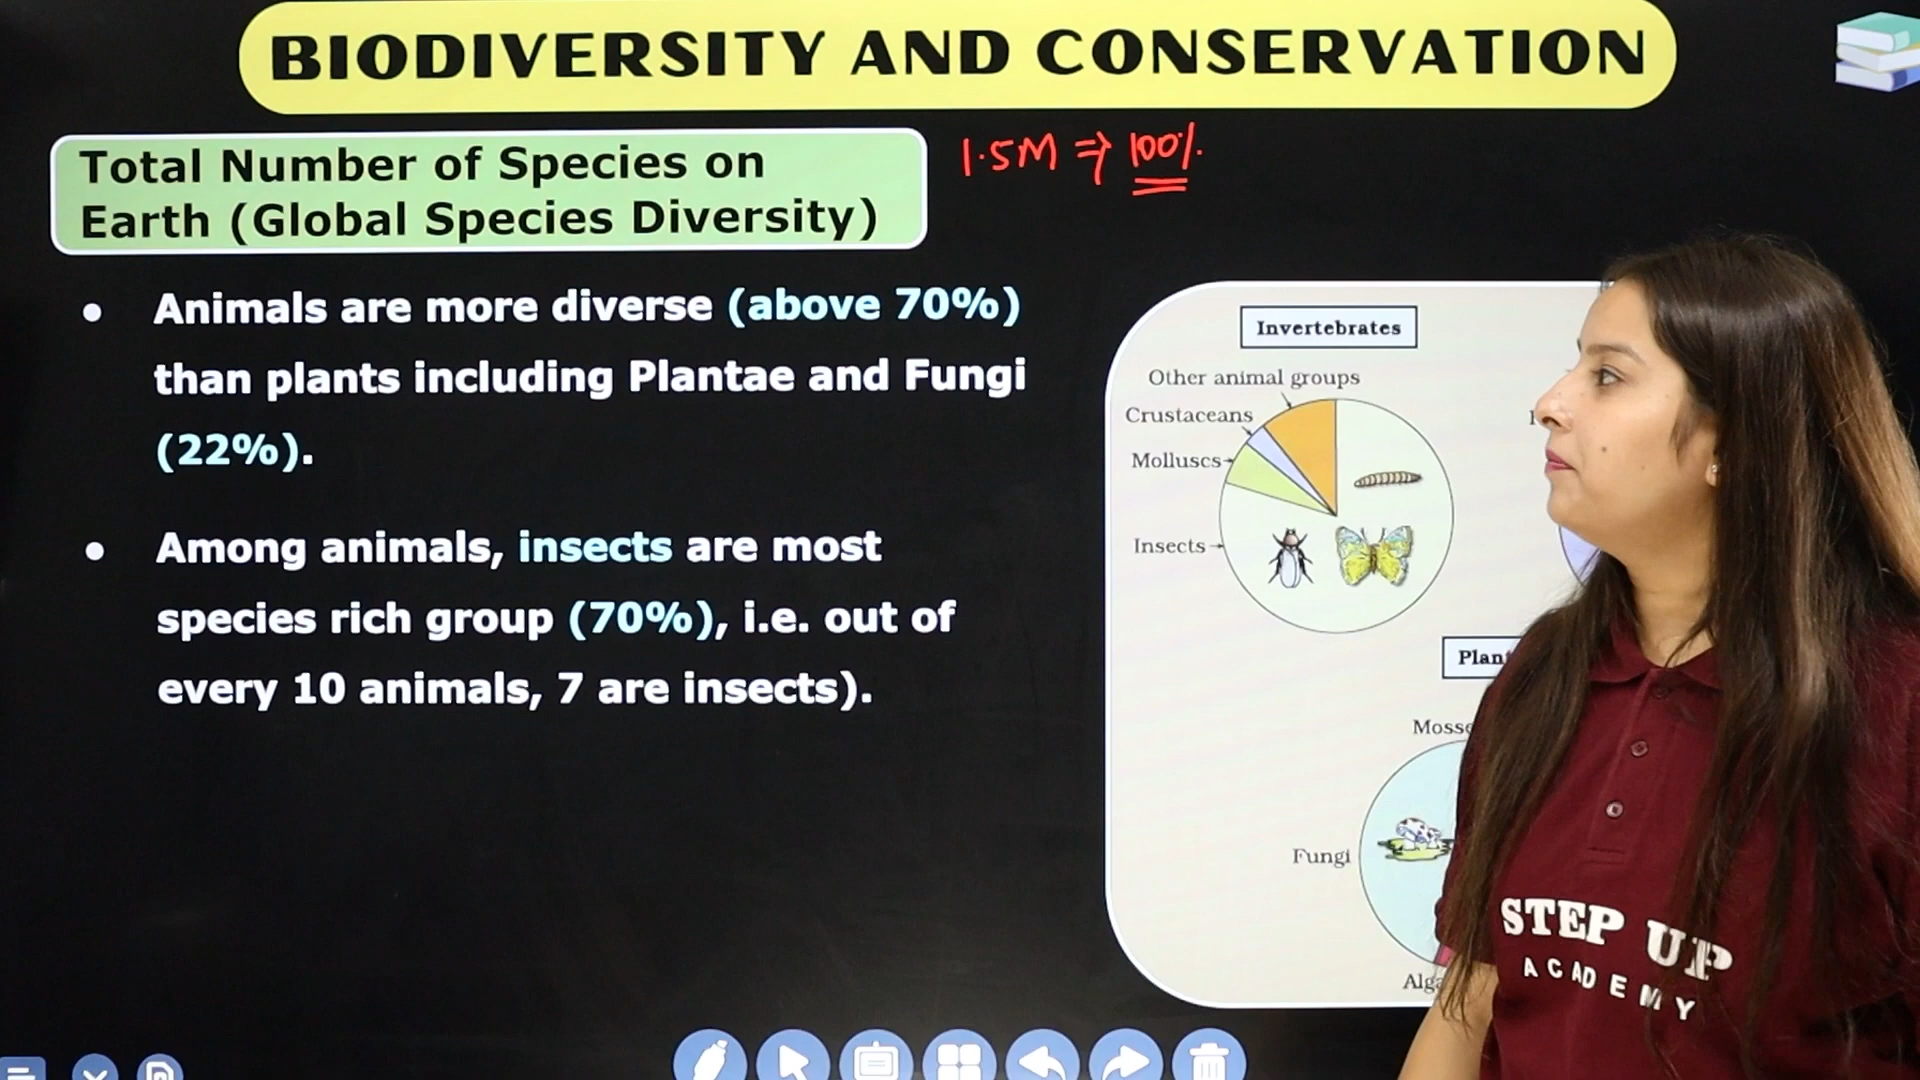 BIODIVERSITY AND CONSERVATION
Total Number of Species on
Earth (Global Species Diversity)
1.5M ⇒ 100%.
• Animals are more diverse (above 70%)
than plants including Plantae and Fungi
(22%).
• Among animals, insects are most
species rich group (70%), i.e. out of
every 10 animals, 7 are insects).
Invertebrates
Other animal groups
Crustaceans
Molluscs
Insects
Fungi
STEP UP
ACADEMY